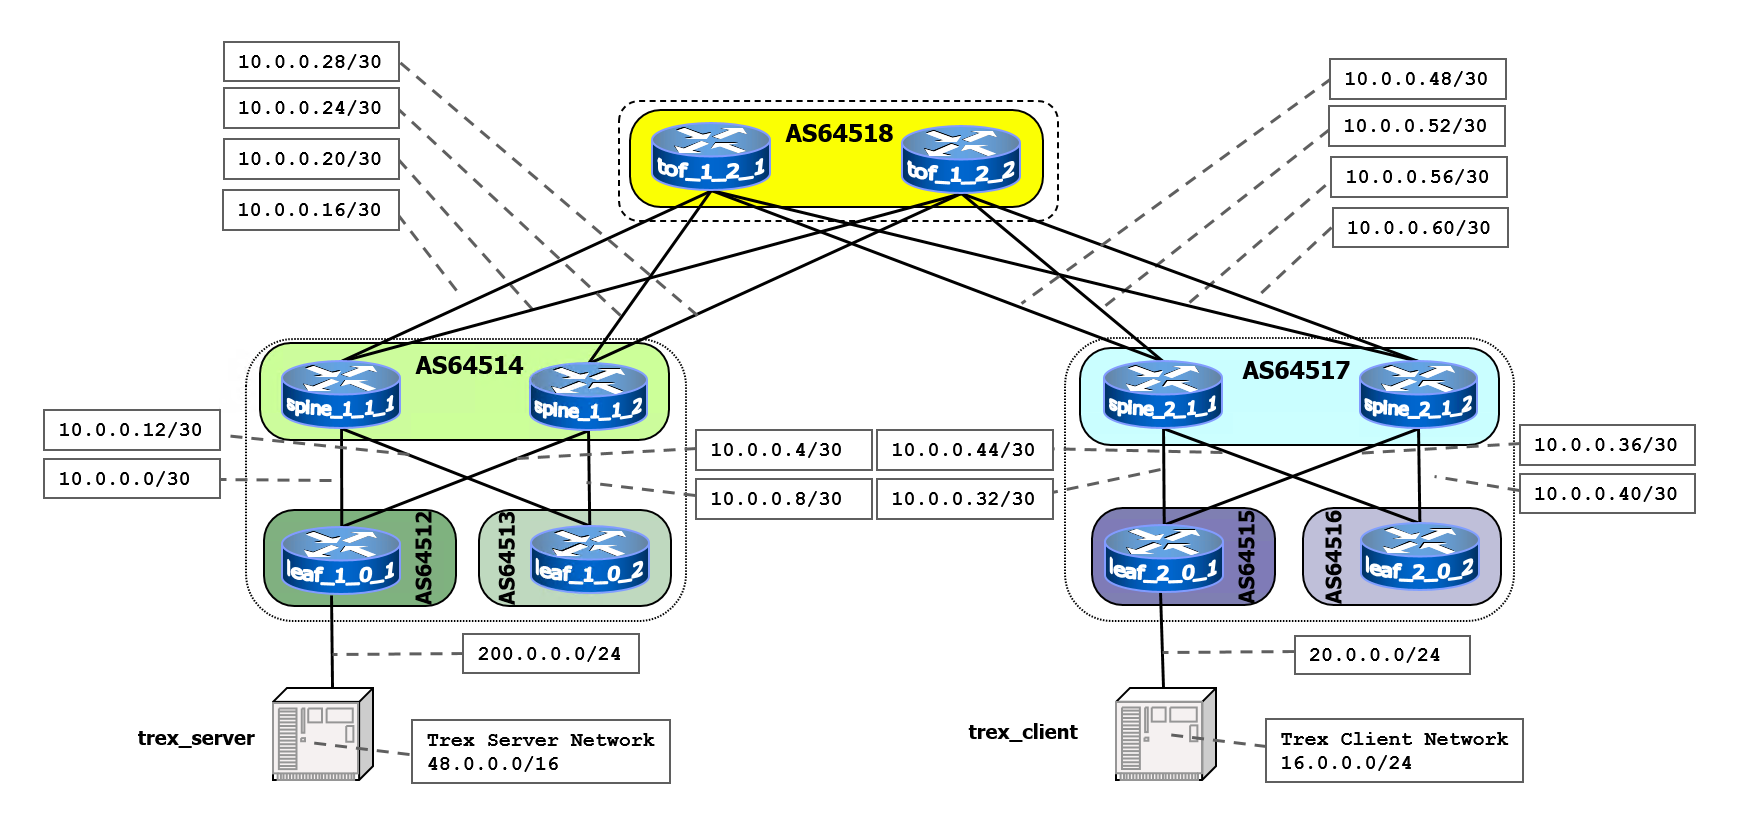 10.0.0.28/30
10.0.0.24/30
10.0.0.20/30
10.0.0.16/30
AS64518
tof_1_2_1
tof_1_2_2
10.0.0.48/30
10.0.0.52/30
10.0.0.56/30
10.0.0.60/30
AS64514
spine_1_1_1
spine_1_1_2
AS64517
spine_2_1_1
spine_2_1_2
10.0.0.12/30
10.0.0.0/30
10.0.0.4/30
10.0.0.8/30
10.0.0.44/30
10.0.0.32/30
10.0.0.36/30
10.0.0.40/30
leaf_1_0_1
AS64512
AS64513
leaf_1_0_2
leaf_2_0_1
AS64515
AS64516
leaf_2_0_2
200.0.0.0/24
20.0.0.0/24
trex_server
Trex Server Network
48.0.0.0/16
trex_client
Trex Client Network
16.0.0.0/24